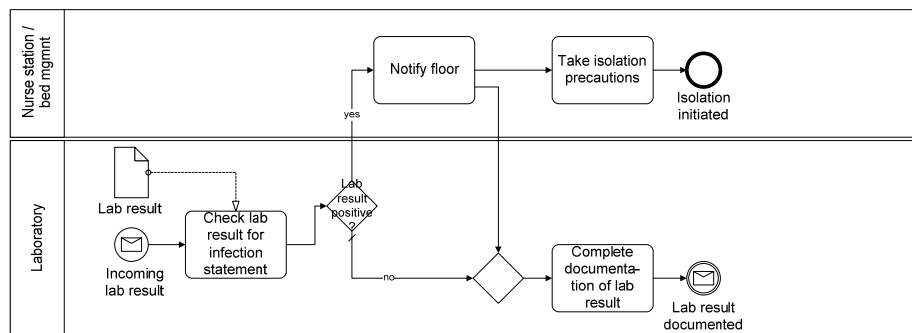 Nurse station /
bed mgmnt
Notify floor
Take isolation
precautions
Isolation
initiated
yes
Laboratory
Lab result
Check lab
result for
infection
statement
Incoming
lab result
Lab
result
positive
?
no
Complete
documenta-
tion of lab
result
Lab result
documented